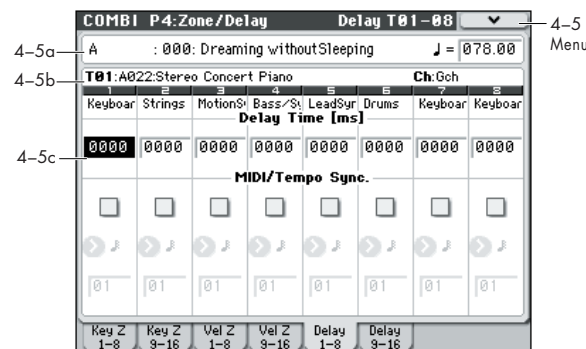 COMBI P4:Zone/Delay Delay T01-08
4–5
Menu
4–5a
A : 000: Dreaming withoutSleeping ♩ = 078.00
4–5b
T01:A022:Stereo Concert Piano Ch:Gch
1 2 3 4 5 6 7 8
Keyboar Strings MotionS Bass/Sy LeadSyr Drums Keyboar Keyboar
Delay Time [ms]
4–5c
0000 0000 0000 0000 0000 0000 0000 0000
MIDI/Tempo Sync.
01 01 01 01 01 01 01 01
Key Z 1-8 Key Z 9-16 Vel Z 1-8 Vel Z 9-16 Delay 1-8 Delay 9-16